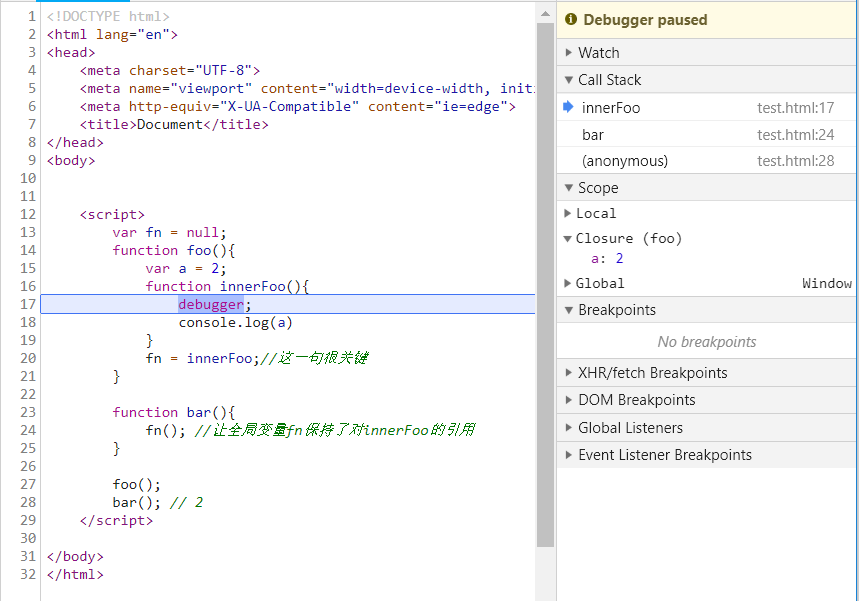 1 <!DOCTYPE html>
2 <html lang="en">
3 <head>
4 <meta charset="UTF-8">
5 <meta name="viewport" content="width=device-width, init
6 <meta http-equiv="X-UA-Compatible" content="ie=edge">
7 <title>Document</title>
8 </head>
9 <body>
10
11
12 <script>
13 var fn = null;
14 function foo(){
15 var a = 2;
16 function innerFoo(){
17 debugger;
18 console.log(a)
19 }
20 fn = innerFoo;//这一句很关键
21 }
22
23 function bar(){
24 fn(); //让全局变量fn保持了对innerFoo的引用
25 }
26
27 foo();
28 bar(); // 2
29 </script>
30
31 </body>
32 </html>
Debugger paused
Watch
Call Stack
innerFoo test.html:17
bar test.html:24
(anonymous) test.html:28
Scope
Local
Closure (foo)
a: 2
Global Window
Breakpoints
No breakpoints
XHR/fetch Breakpoints
DOM Breakpoints
Global Listeners
Event Listener Breakpoints